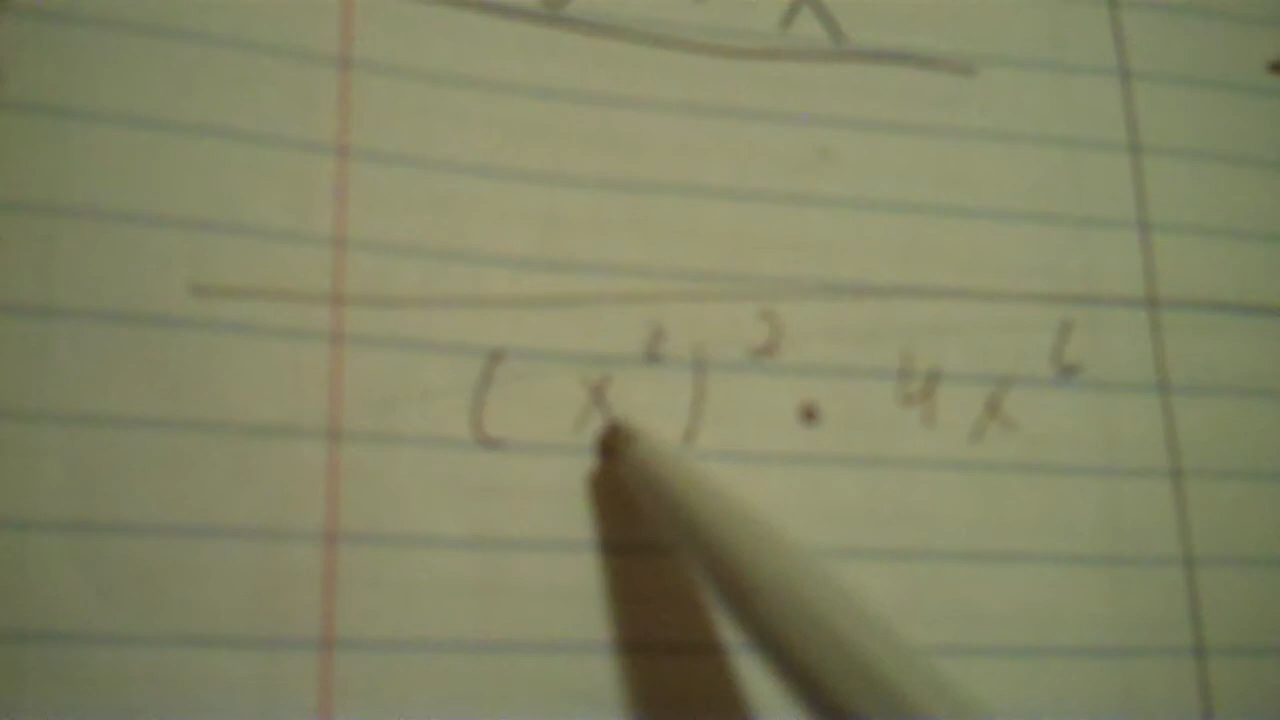 x
(x²)³ · 4x⁶